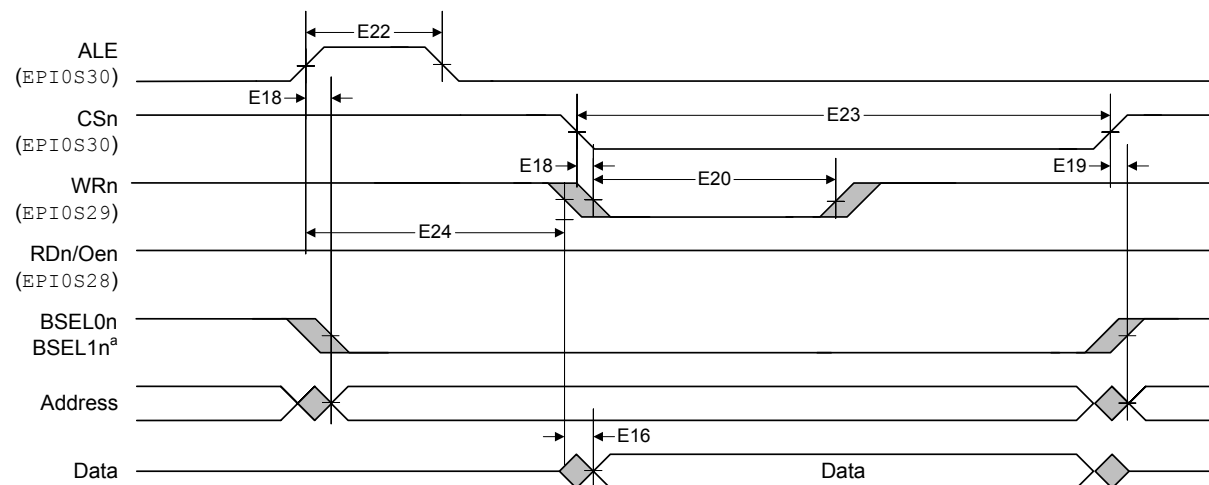 E22
ALE
(EPI0S30)
E18
CSn
(EPI0S30)
E23
E18
E20
E19
WRn
(EPI0S29)
E24
RDn/Oen
(EPI0S28)
BSEL0n
BSEL1nᵃ
Address
E16
Data
Data